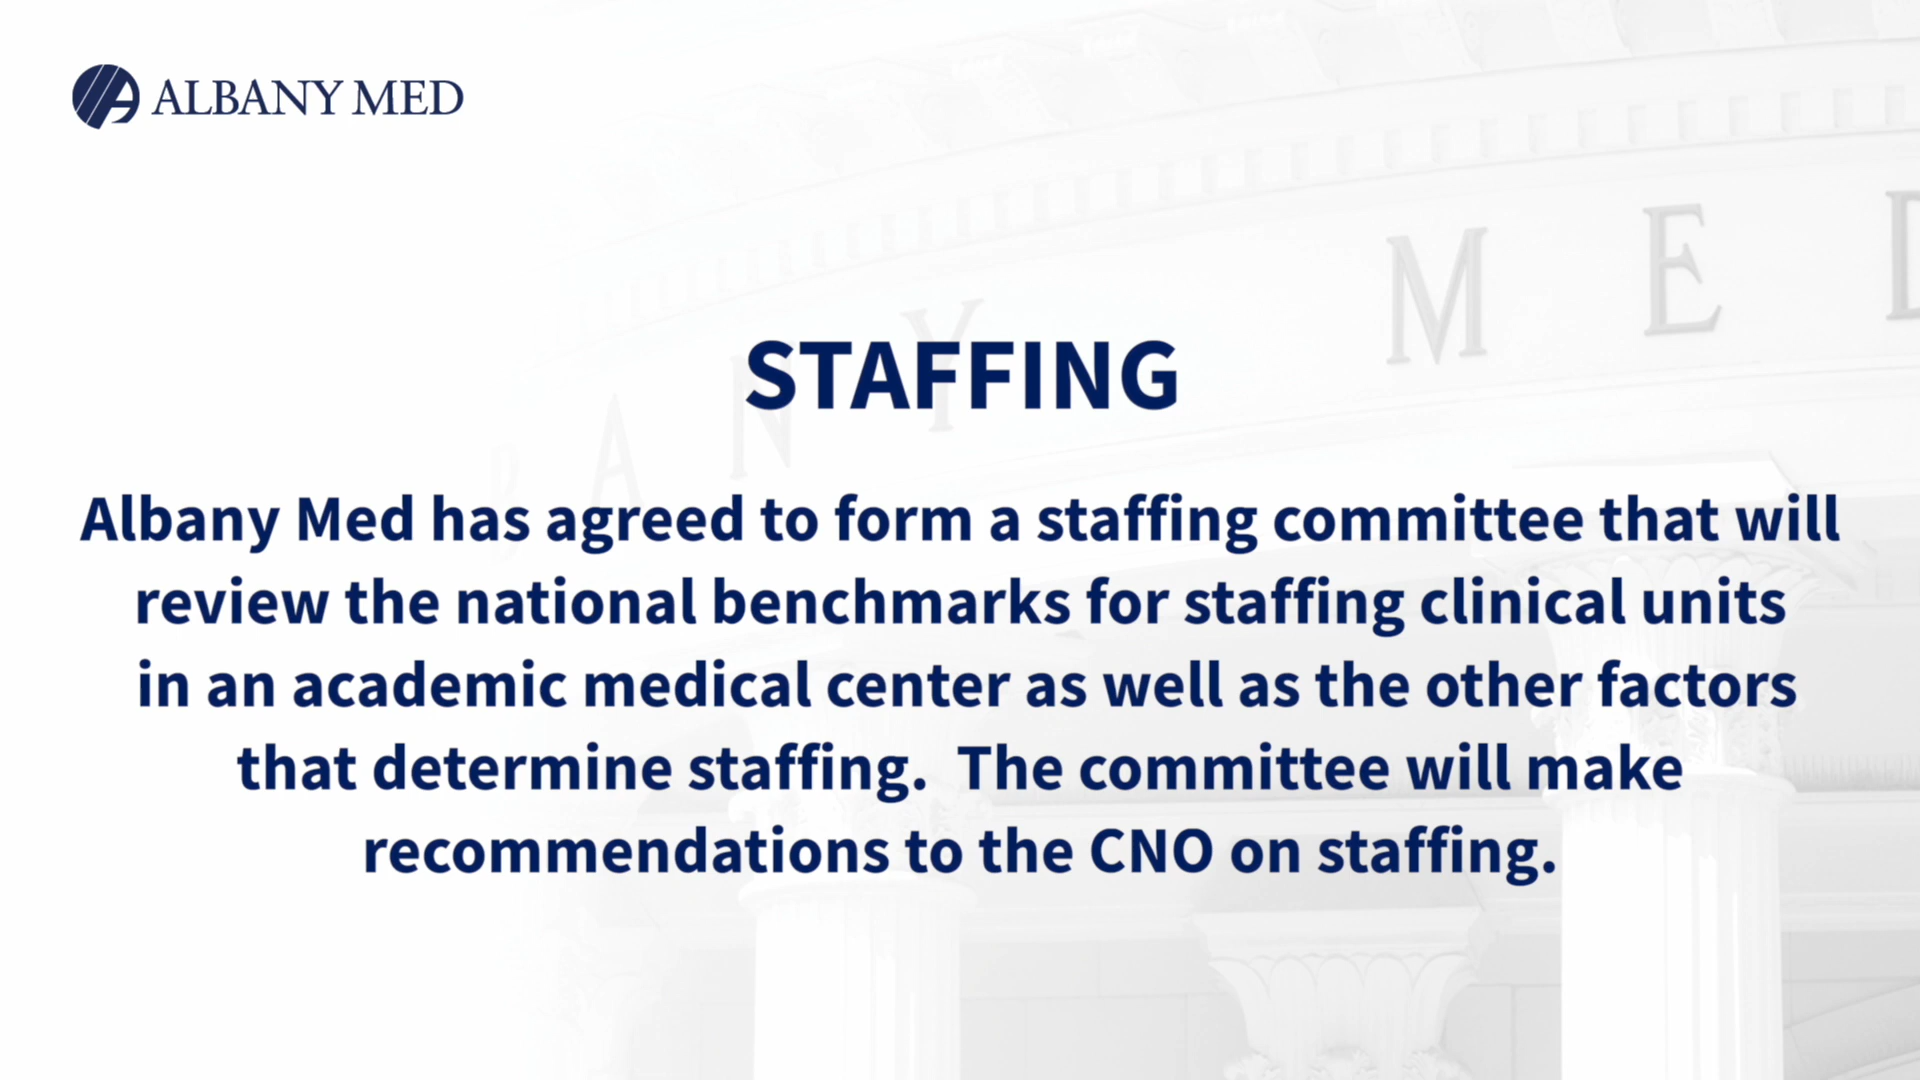 ALBANY MED
B A N Y M E D
STAFFING
Albany Med has agreed to form a staffing committee that will
review the national benchmarks for staffing clinical units
in an academic medical center as well as the other factors
that determine staffing.  The committee will make
recommendations to the CNO on staffing.